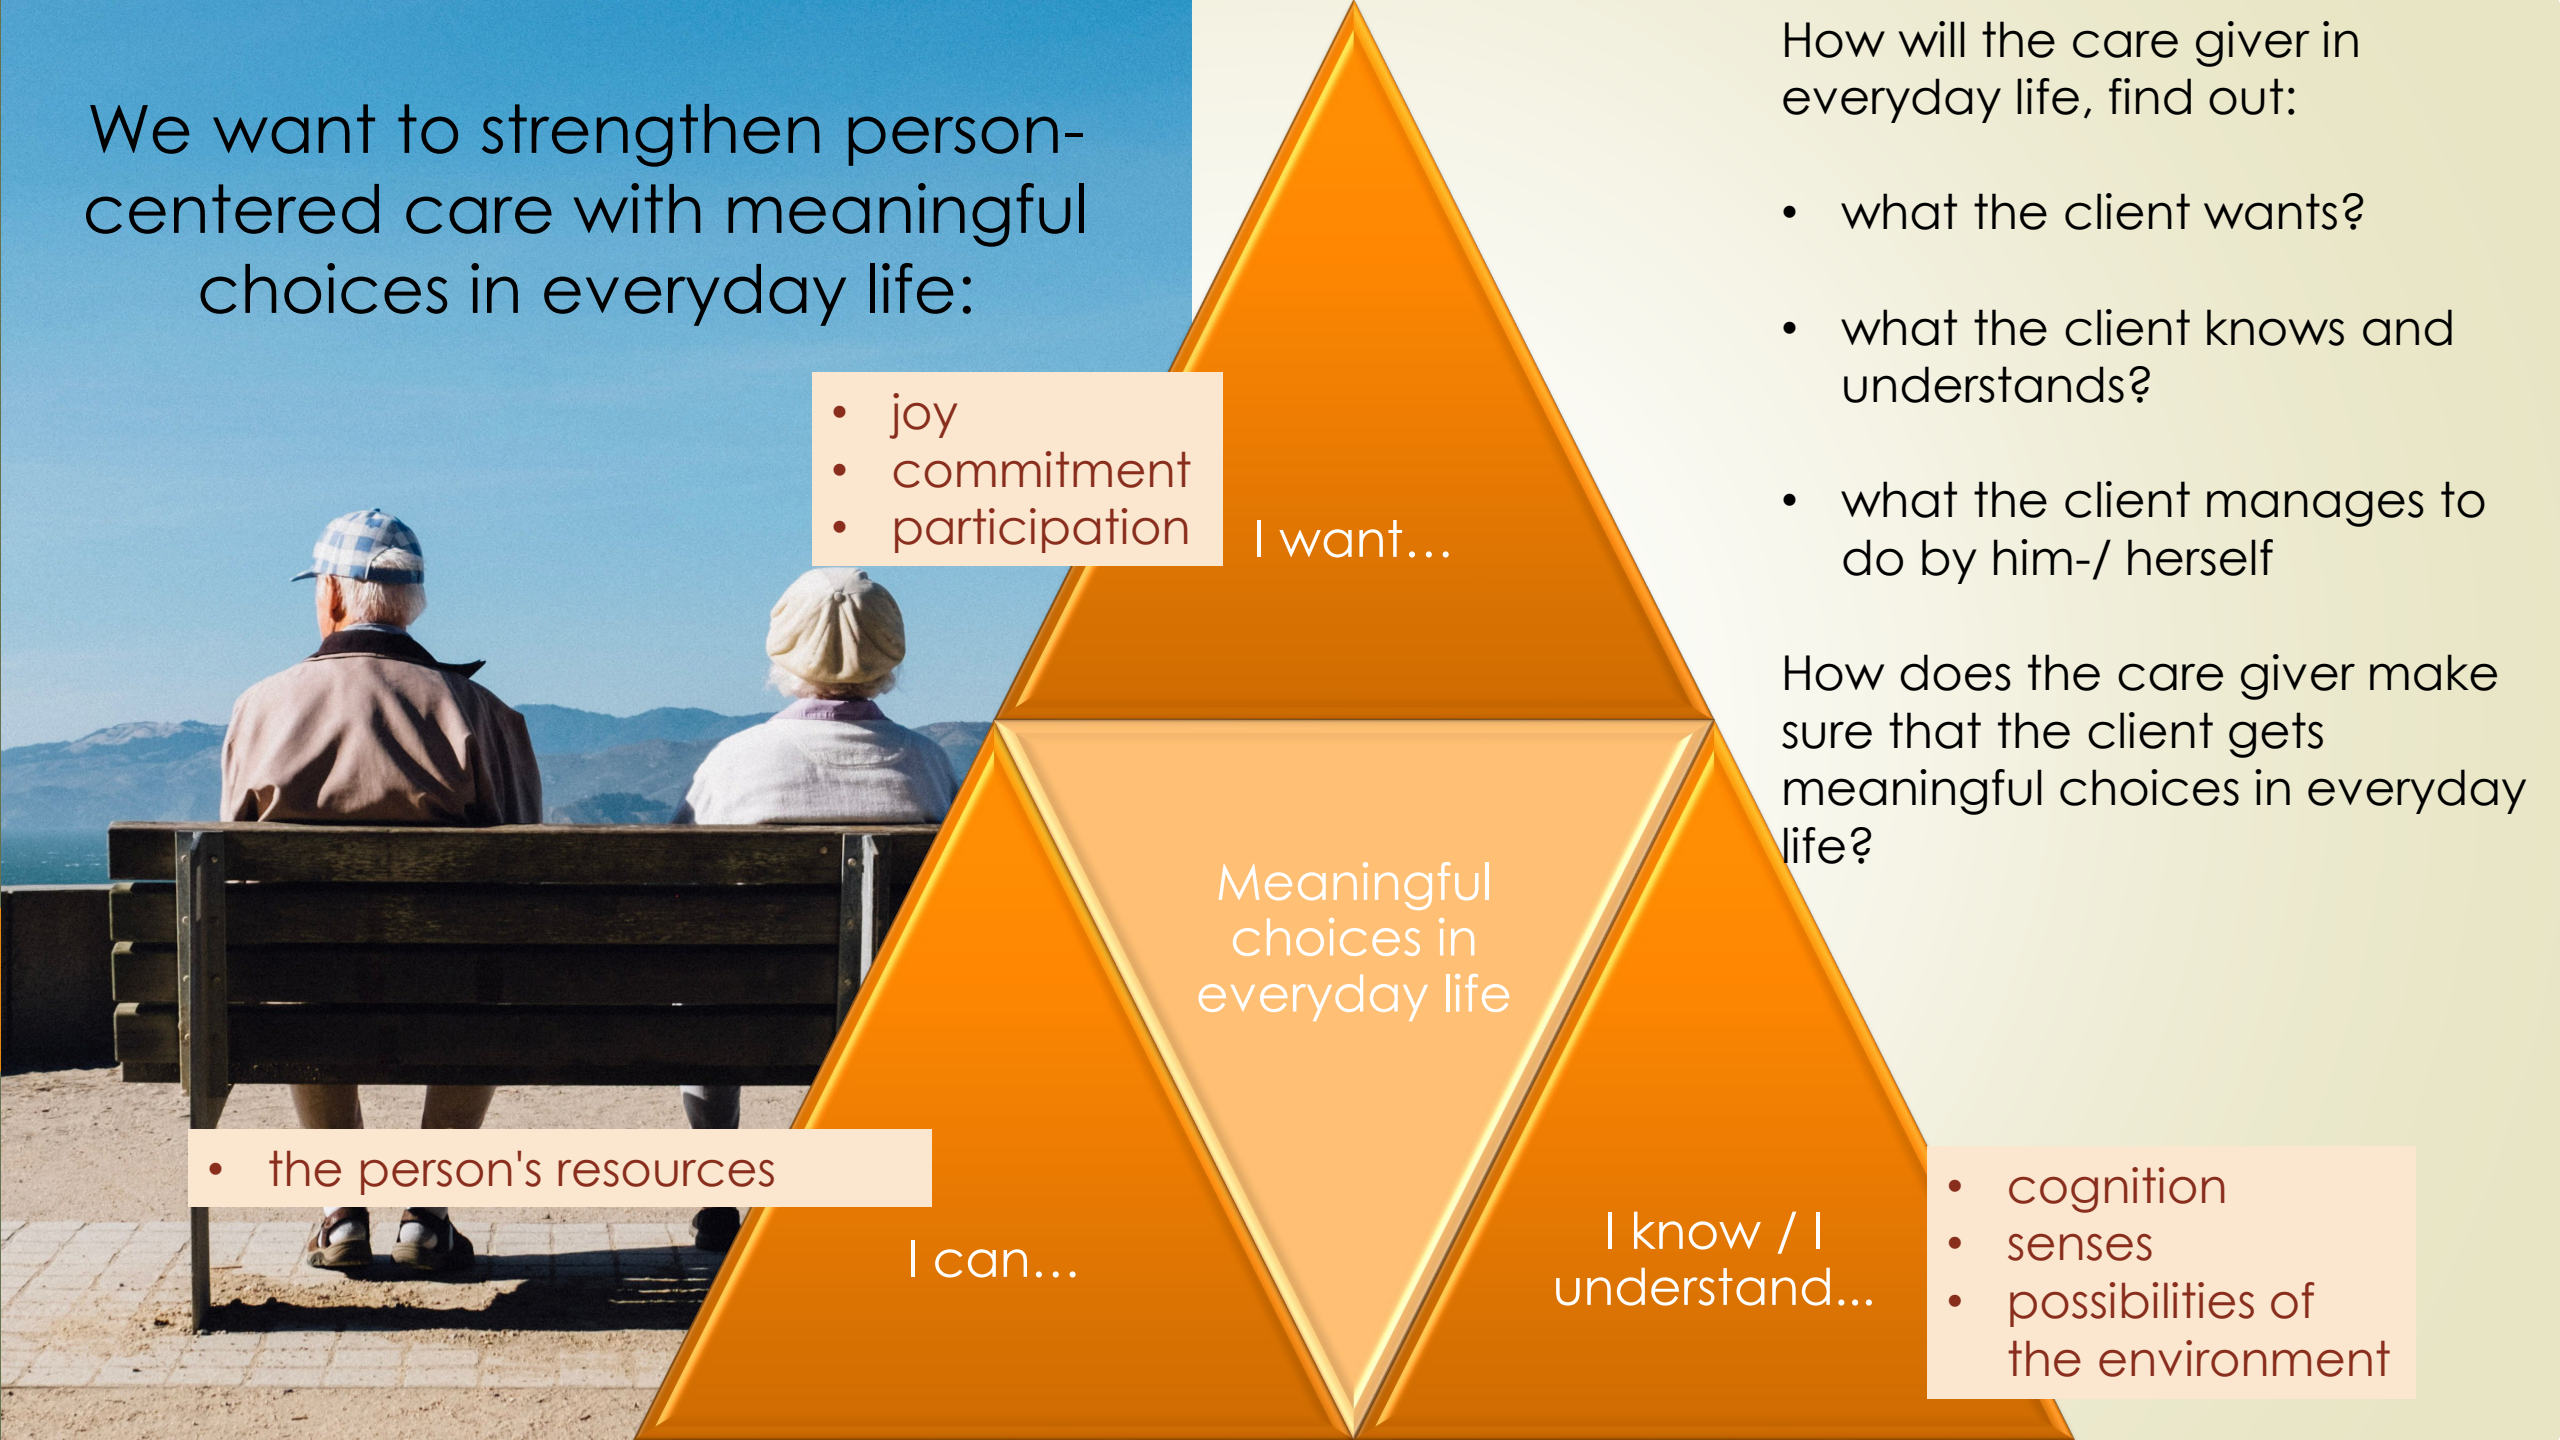 We want to strengthen person-
centered care with meaningful
choices in everyday life:
• joy
• commitment
• participation
I want…
Meaningful
choices in
everyday life
• the person's resources
I can…
I know / I
understand...
• cognition
• senses
• possibilities of
the environment
How will the care giver in
everyday life, find out:
• what the client wants?
• what the client knows and
understands?
• what the client manages to
do by him-/ herself
How does the care giver make
sure that the client gets
meaningful choices in everyday
life?